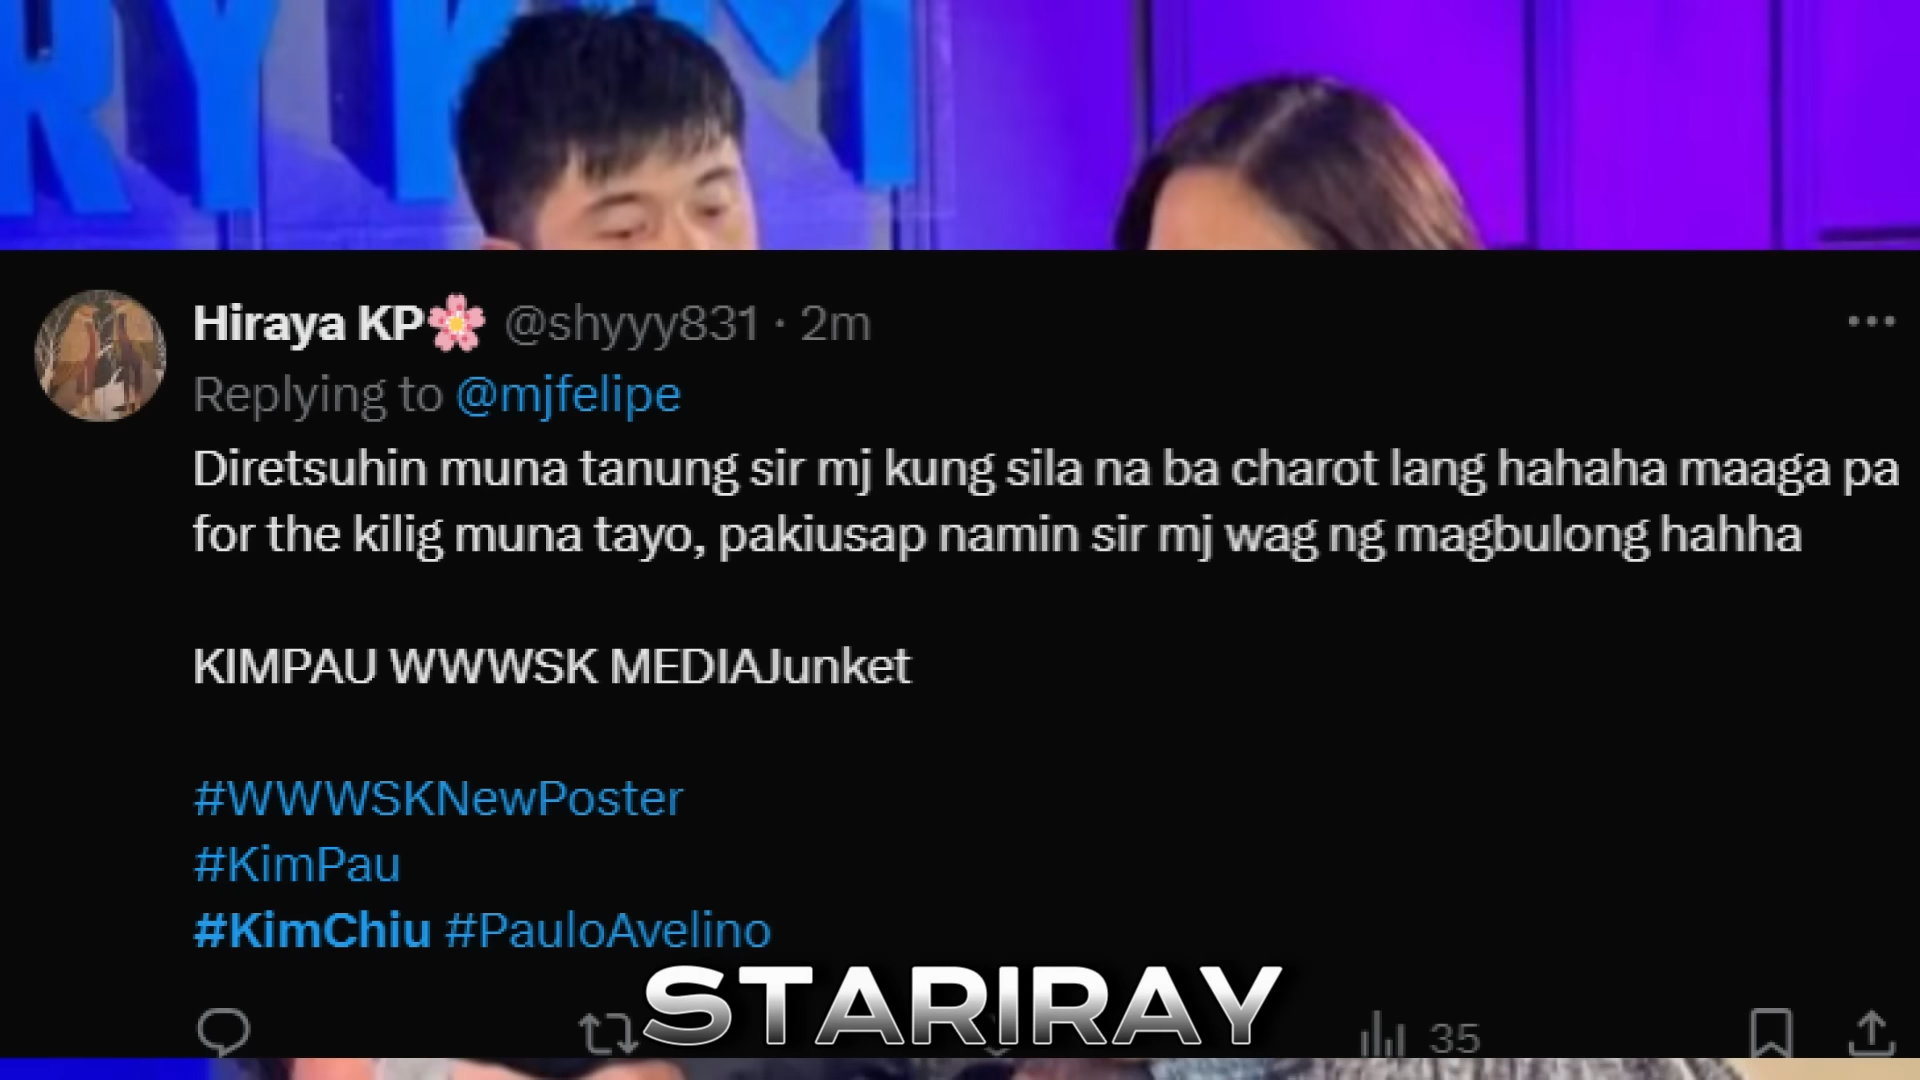 RY KIM
Hiraya KP🌸 @shyyy831 · 2m
Replying to @mjfelipe
Diretsuhin muna tanung sir mj kung sila na ba charot lang hahaha maaga pa
for the kilig muna tayo, pakiusap namin sir mj wag ng magbulong hahha
KIMPAU WWWSK MEDIAJunket
#WWWSKNewPoster
#KimPau
#KimChiu #PauloAvelino
STARIRAY
35